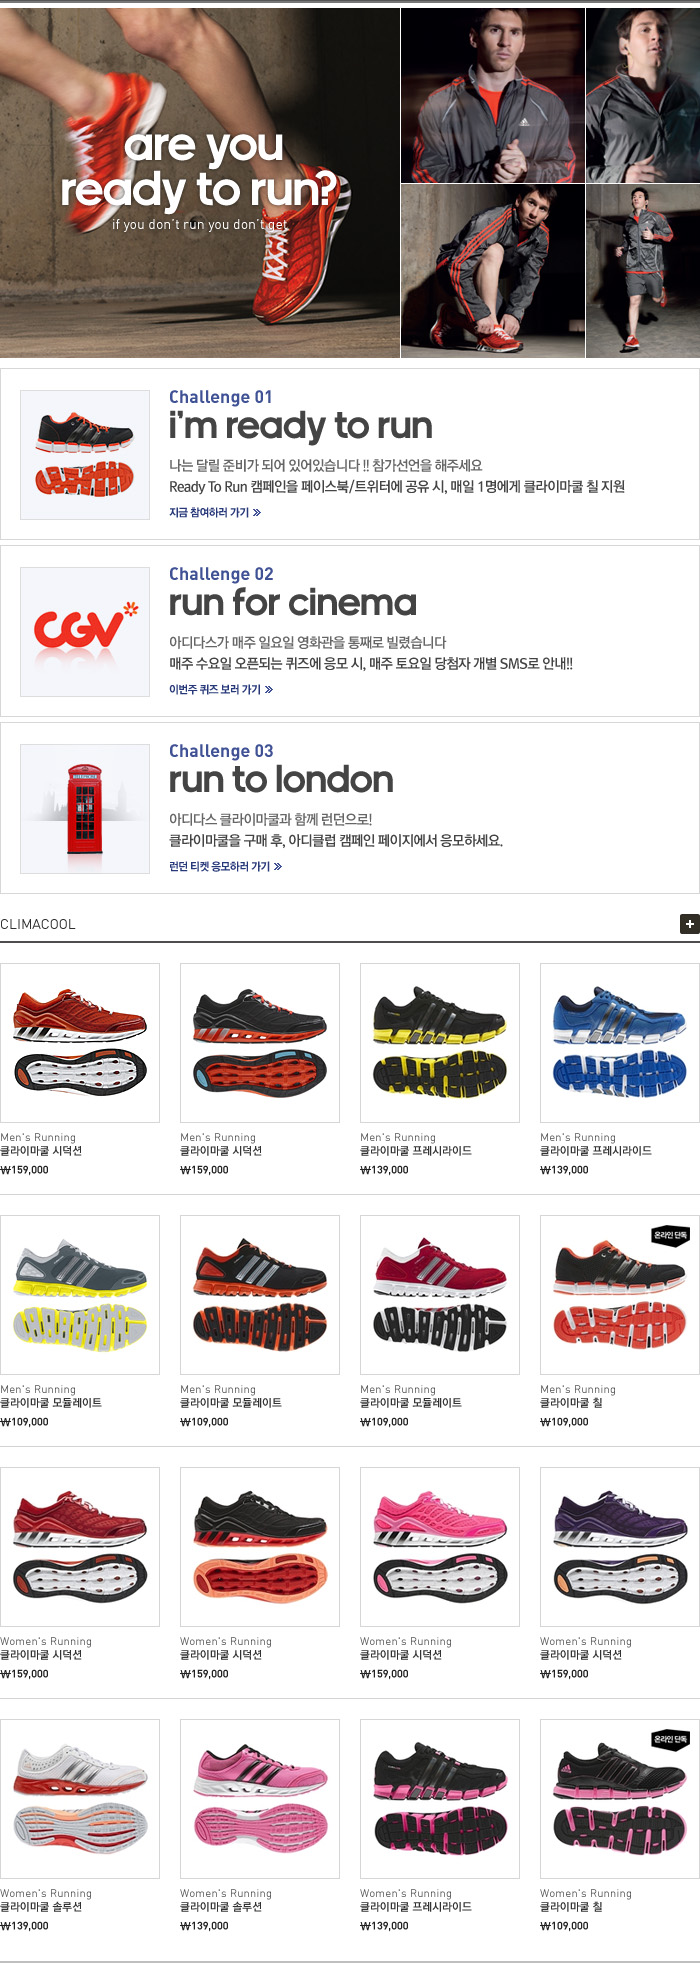 are you
ready to run?
if you don't run you don't get
Challenge 01
i'm ready to run
나는 달릴 준비가 되어 있어있습니다 !! 참가선언을 해주세요
Ready To Run 캠페인을 페이스북/트위터에 공유 시, 매일 1명에게 클라이마쿨 칠 지원
지금 참여하러 가기 »
CGV
Challenge 02
run for cinema
아디다스가 매주 일요일 영화관을 통째로 빌렸습니다
매주 수요일 오픈되는 퀴즈에 응모 시, 매주 토요일 당첨자 개별 SMS로 안내!!
이번주 퀴즈 보러 가기 »
TELEPHONE
Challenge 03
run to london
아디다스 클라이마쿨과 함께 런던으로!
클라이마쿨을 구매 후, 아디클럽 캠페인 페이지에서 응모하세요.
런던 티켓 응모하러 가기 »
CLIMACOOL
Men's Running
클라이마쿨 시덕션
₩159,000
Men's Running
클라이마쿨 시덕션
₩159,000
Men's Running
클라이마쿨 프레시라이드
₩139,000
Men's Running
클라이마쿨 프레시라이드
₩139,000
Men's Running
클라이마쿨 모듈레이트
₩109,000
Men's Running
클라이마쿨 모듈레이트
₩109,000
Men's Running
클라이마쿨 모듈레이트
₩109,000
온라인 단독
Men's Running
클라이마쿨 칠
₩109,000
Women's Running
클라이마쿨 시덕션
₩159,000
Women's Running
클라이마쿨 시덕션
₩159,000
Women's Running
클라이마쿨 시덕션
₩159,000
Women's Running
클라이마쿨 시덕션
₩159,000
Women's Running
클라이마쿨 솔루션
₩139,000
Women's Running
클라이마쿨 솔루션
₩139,000
Women's Running
클라이마쿨 프레시라이드
₩139,000
온라인 단독
Women's Running
클라이마쿨 칠
₩109,000